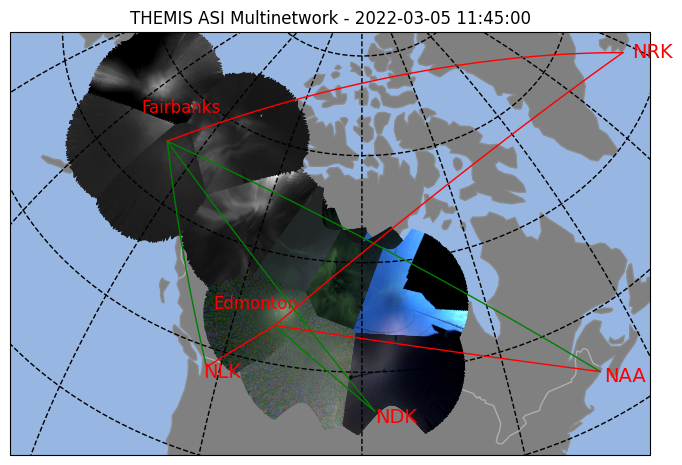 THEMIS ASI Multinetwork - 2022-03-05 11:45:00
NRK
Fairbanks
Edmonton
NLK
NAA
NDK